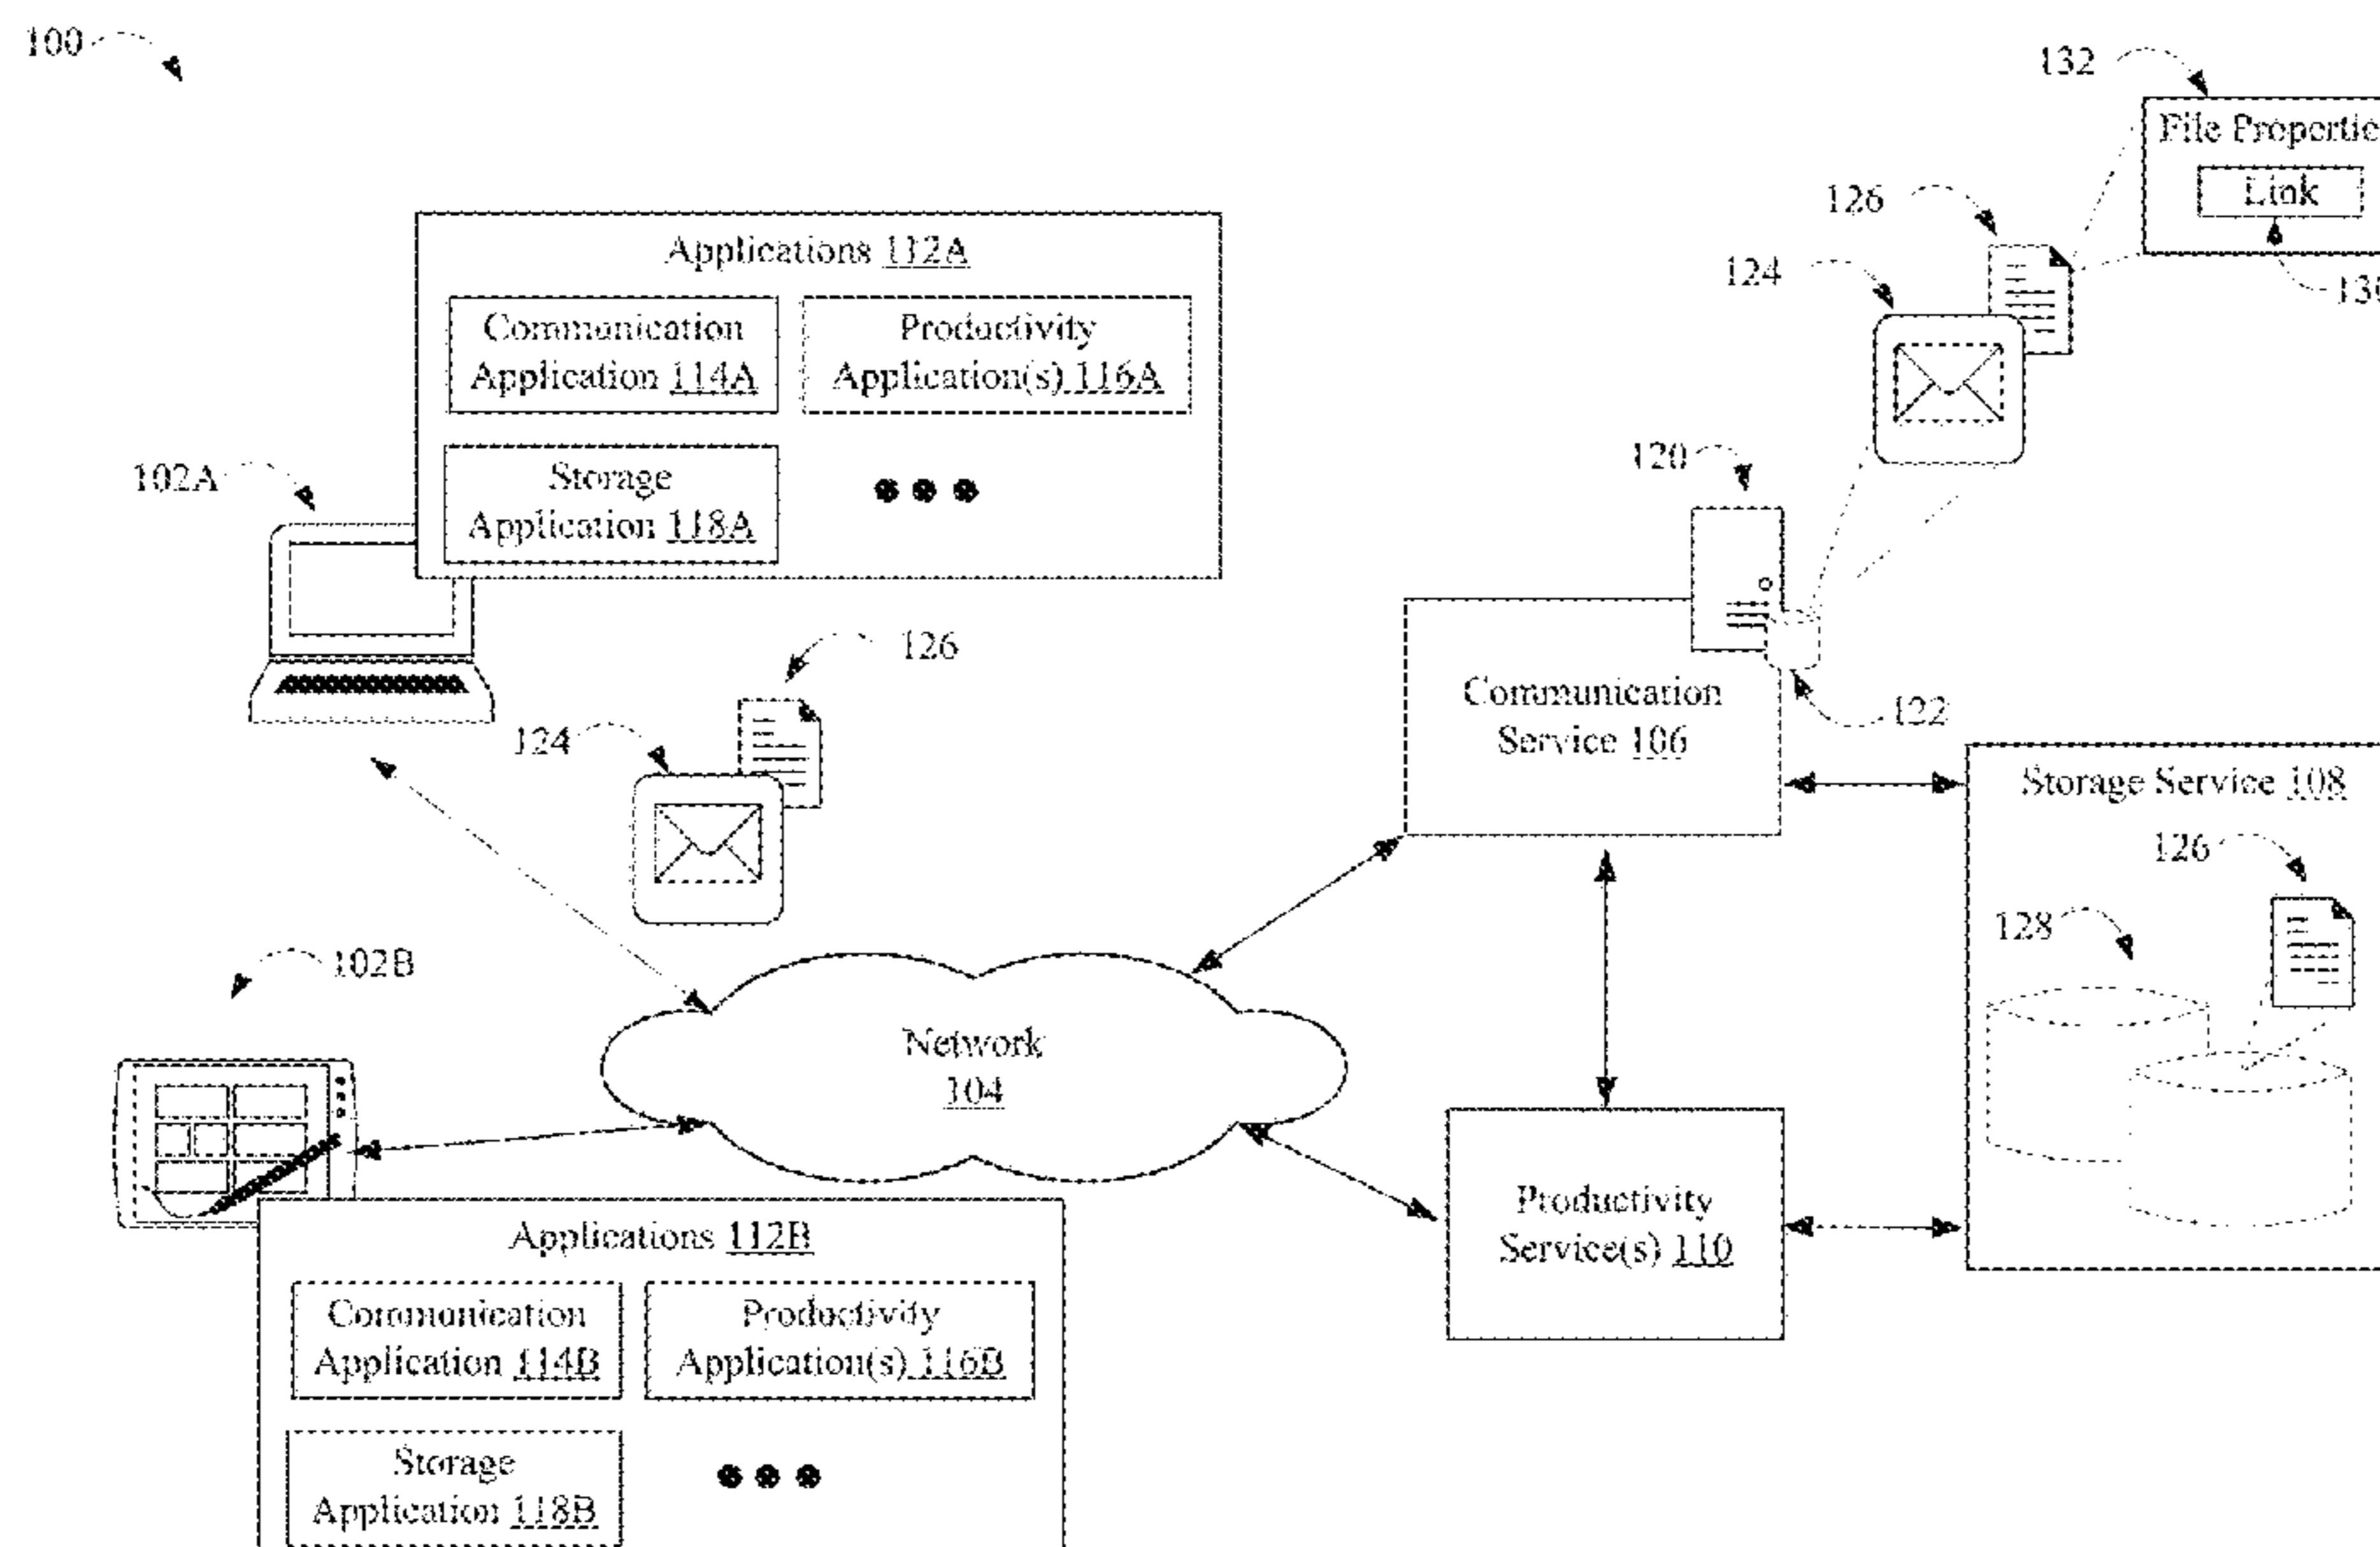 100
132
File Propertie
Link
126
124
130
Applications 112A
Communication
Application 114A
Productivity
Application(s) 116A
Storage
Application 118A
102A
120
126
124
Communication
Service 106
122
Storage Service 108
126
128
102B
Network
104
Productivity
Service(s) 110
Applications 112B
Communication
Application 114B
Productivity
Application(s) 116B
Storage
Application 118B